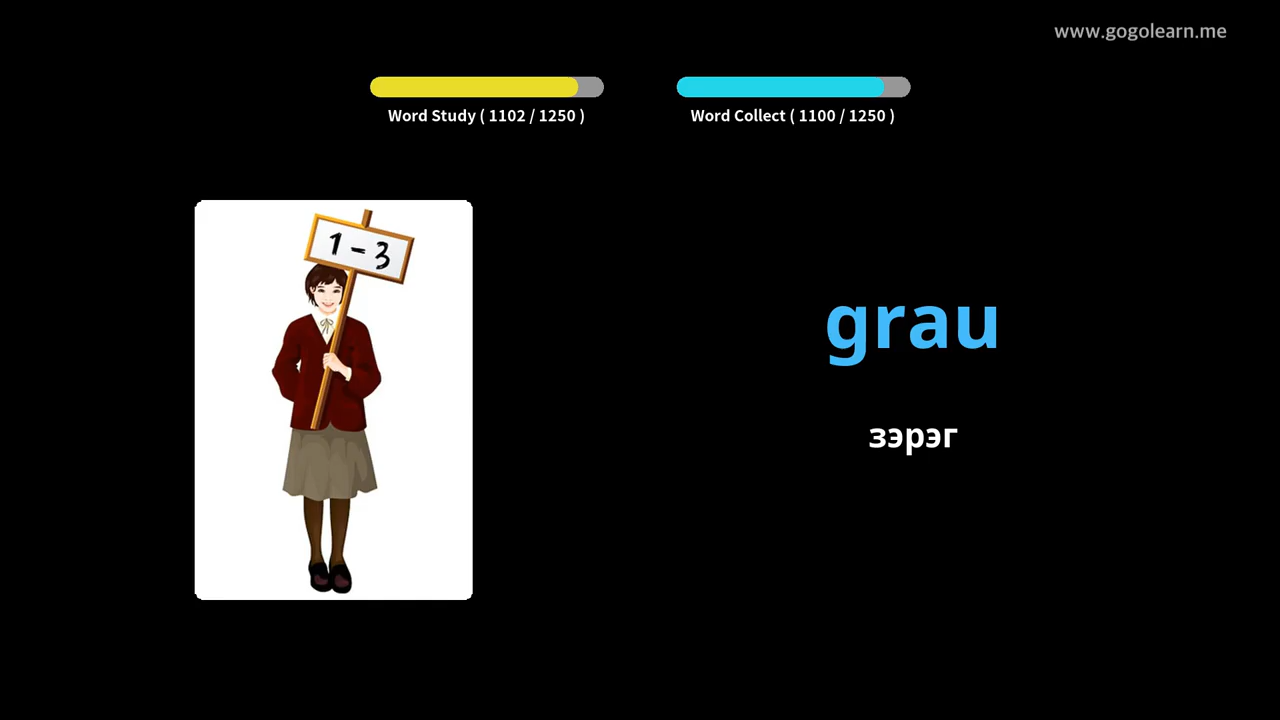 www.gogolearn.me
Word Study ( 1102 / 1250 )
Word Collect ( 1100 / 1250 )
1 - 3
grau
зэрэг